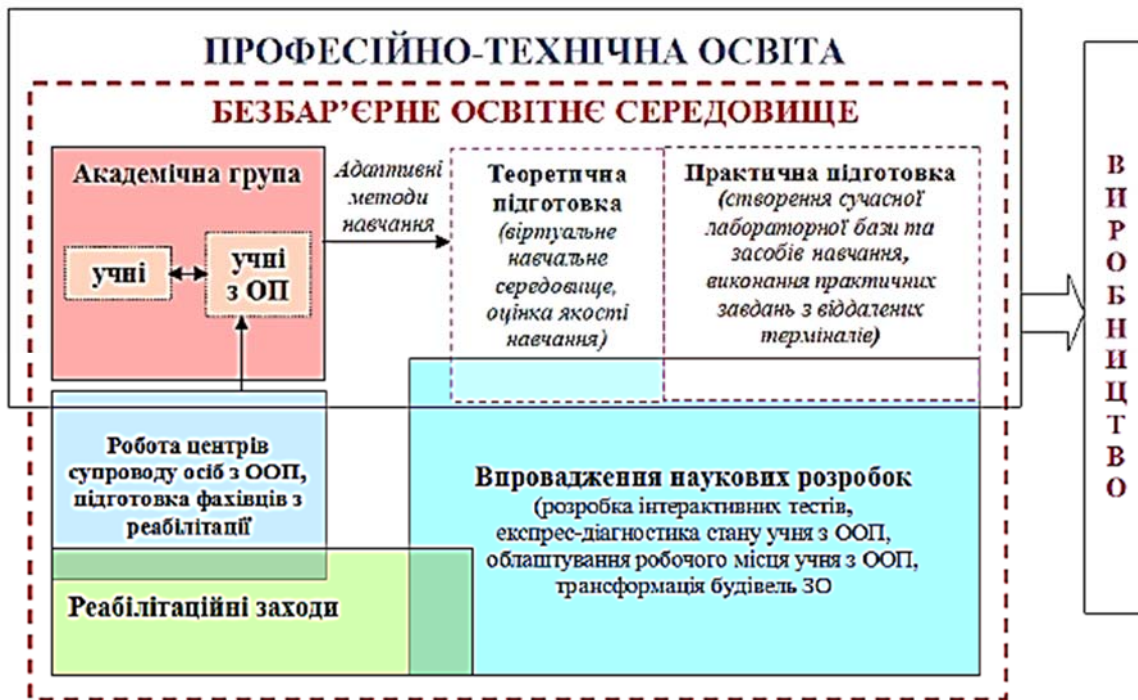 ПРОФЕСІЙНО-ТЕХНІЧНА ОСВІТА
БЕЗБАР’ЄРНЕ ОСВІТНЄ СЕРЕДОВИЩЕ
Академічна група
учні
учні
з ОП
Адаптивні
методи
навчання
Теоретична
підготовка
(віртуальне
навчальне
середовище,
оцінка якості
навчання)
Практична підготовка
(створення сучасної
лабораторної бази та
засобів навчання,
виконання практичних
завдань з віддалених
терміналів)
Робота центрів
супроводу осіб з ООП,
підготовка фахівців з
реабілітації
Впровадження наукових розробок
(розробка інтерактивних тестів,
експрес-діагностика стану учня з ООП,
облаштування робочого місця учня з ООП,
трансформація будівель ЗО
Реабілітаційні заходи
ВИРОБНИЦТВО